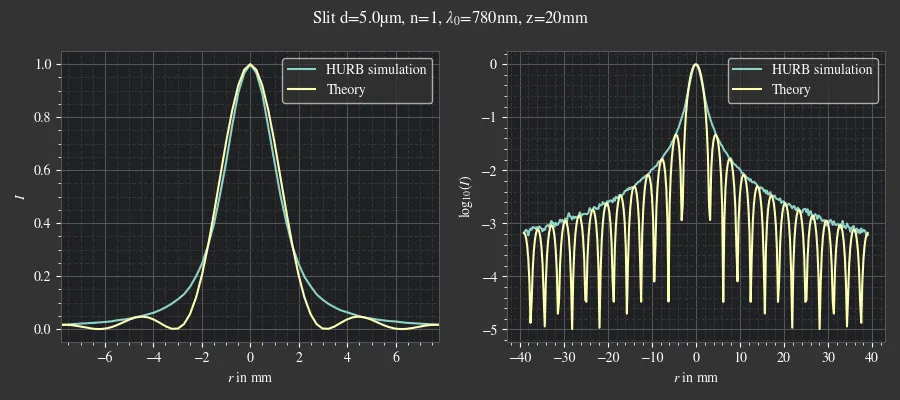 Slit d=5.0µm, n=1, λ₀=780nm, z=20mm
HURB simulation
Theory
1.0
0.8
0.6
0.4
0.2
0.0
I
−6 −4 −2 0 2 4 6
r in mm
HURB simulation
Theory
0
−1
−2
−3
−4
−5
log₁₀(I)
−40 −30 −20 −10 0 10 20 30 40
r in mm